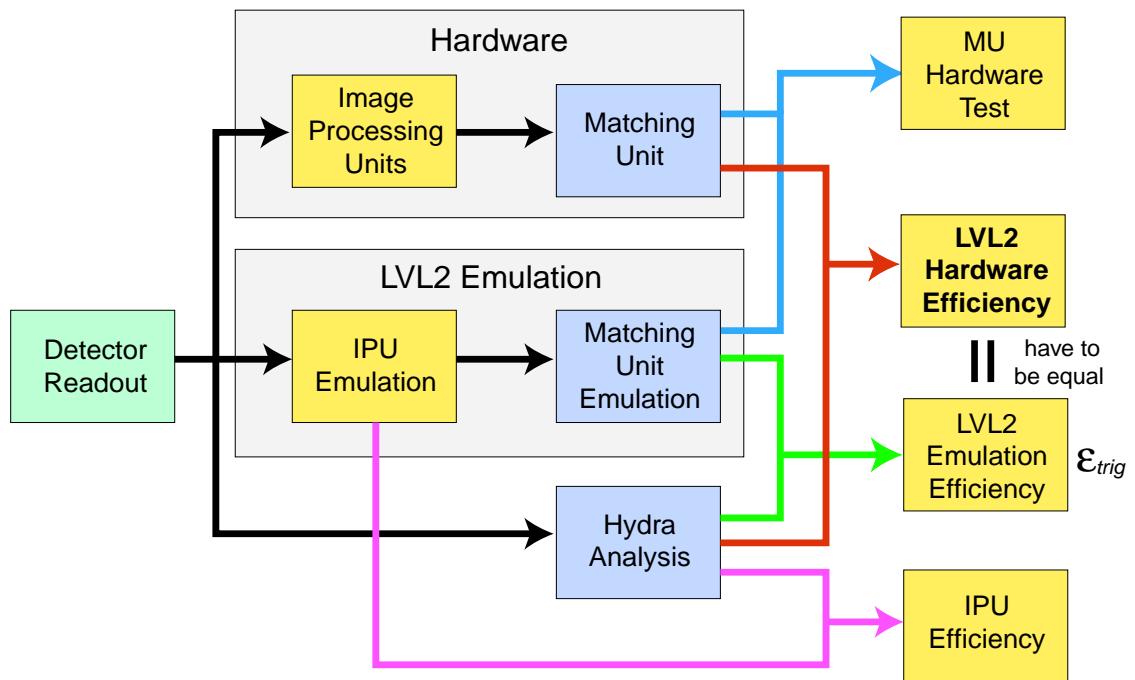 Hardware
Image
Processing
Units
Matching
Unit
MU
Hardware
Test
LVL2
Hardware
Efficiency
LVL2 Emulation
Detector
Readout
IPU
Emulation
Matching
Unit
Emulation
have to
be equal
LVL2
Emulation
Efficiency
εtrig
Hydra
Analysis
IPU
Efficiency